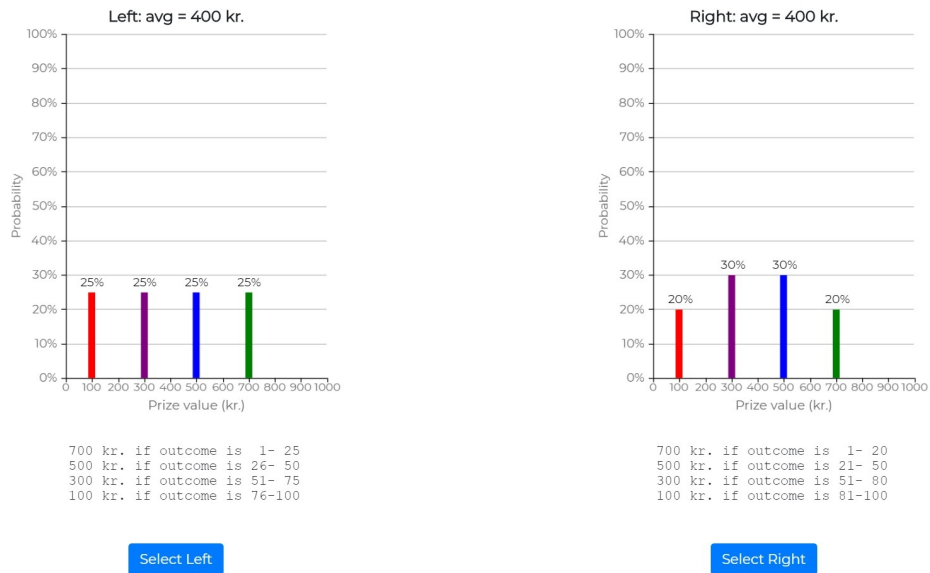 Left: avg = 400 kr.
100%
90%
80%
70%
60%
50%
40%
30%
20%
10%
0%
Probability
25% 25% 25% 25%
0 100 200 300 400 500 600 700 800 900 1000
Prize value (kr.)
700 kr. if outcome is 1- 25
500 kr. if outcome is 26- 50
300 kr. if outcome is 51- 75
100 kr. if outcome is 76-100
Select Left
Right: avg = 400 kr.
100%
90%
80%
70%
60%
50%
40%
30%
20%
10%
0%
Probability
20% 30% 30% 20%
0 100 200 300 400 500 600 700 800 900 1000
Prize value (kr.)
700 kr. if outcome is 1- 20
500 kr. if outcome is 21- 50
300 kr. if outcome is 51- 80
100 kr. if outcome is 81-100
Select Right